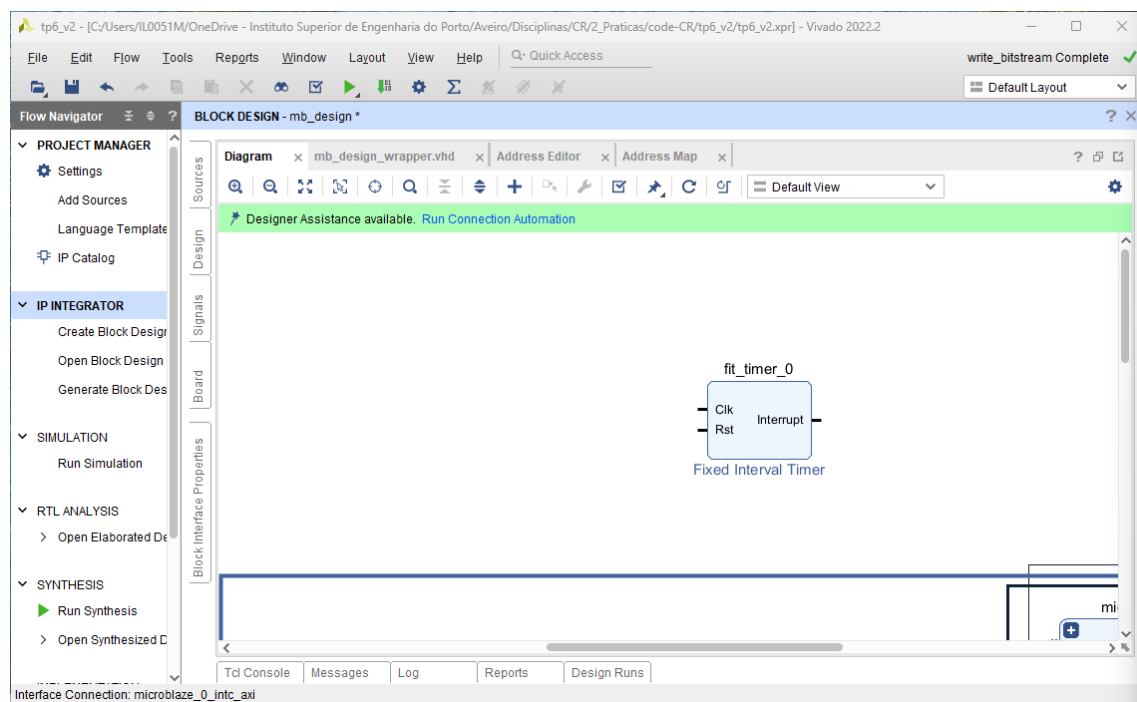 tp6_v2 - [C:/Users/IL0051M/OneDrive - Instituto Superior de Engenharia do Porto/Aveiro/Disciplinas/CR/2_Praticas/code-CR/tp6_v2/tp6_v2.xpr] - Vivado 2022.2
File Edit Flow Tools Reports Window Layout View Help Q- Quick Access write_bitstream Complete
Default Layout
Flow Navigator ? BLOCK DESIGN - mb_design * ?
PROJECT MANAGER
Settings
Add Sources
Language Template
IP Catalog
IP INTEGRATOR
Create Block Design
Open Block Design
Generate Block Des
SIMULATION
Run Simulation
RTL ANALYSIS
Open Elaborated De
SYNTHESIS
Run Synthesis
Open Synthesized D
Sources
Design
Signals
Board
Block Interface Properties
Diagram mb_design_wrapper.vhd Address Editor Address Map ?
Default View
Designer Assistance available. Run Connection Automation
fit_timer_0
Clk
Rst
Interrupt
Fixed Interval Timer
mi
Tcl Console Messages Log Reports Design Runs
Interface Connection: microblaze_0_intc_axi